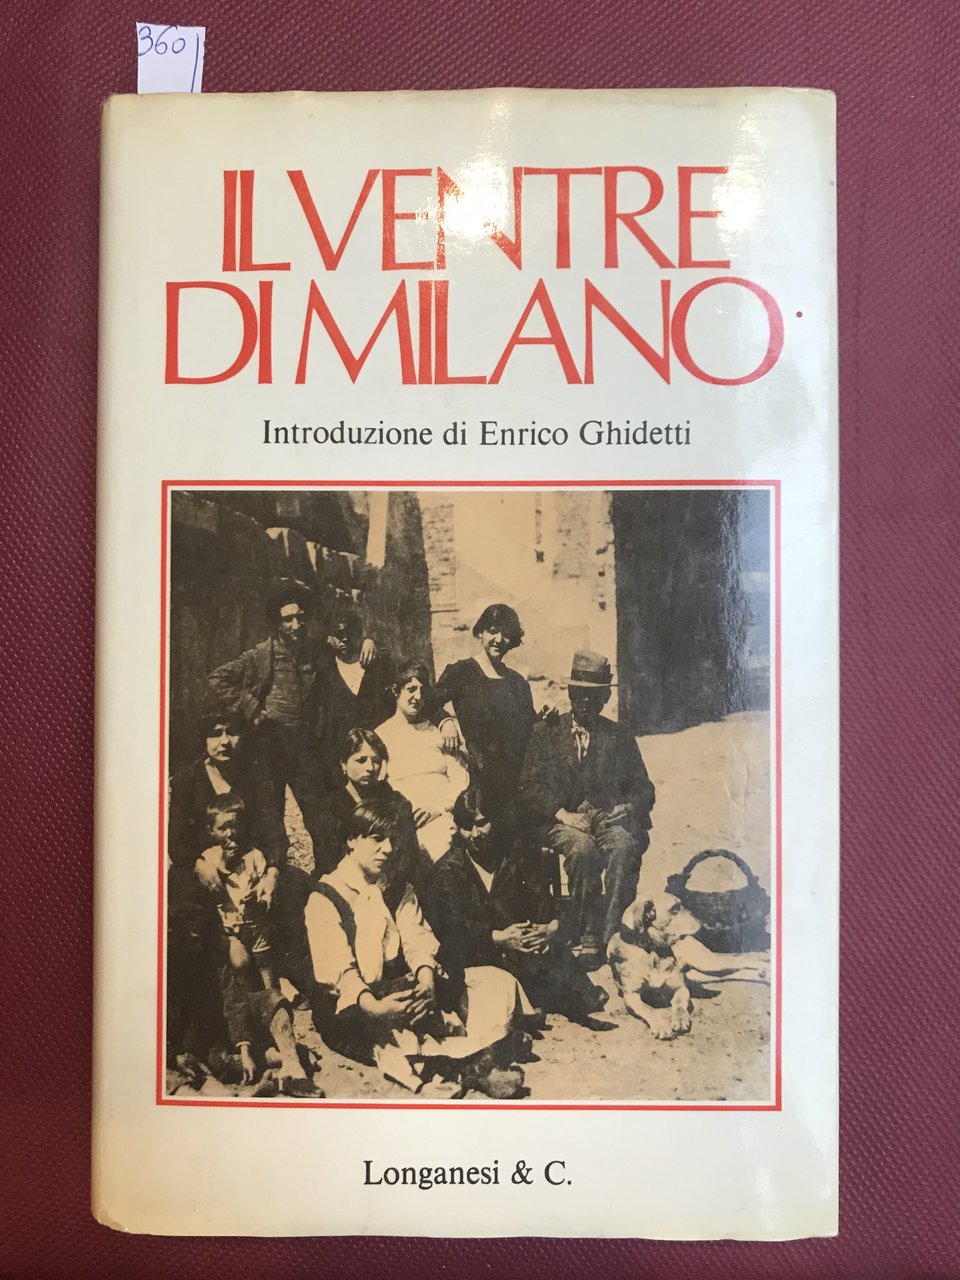 360
IL VENTRE
DI MILANO
Introduzione di Enrico Ghidetti
Longanesi & C.